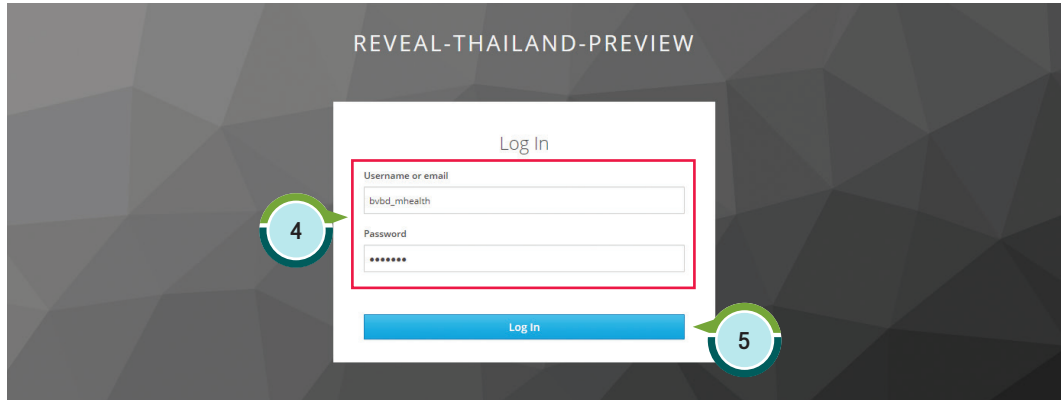 REVEAL-THAILAND-PREVIEW
Log In
Username or email
bvbd_mhealth
4
Password
•••••••
Log In
5